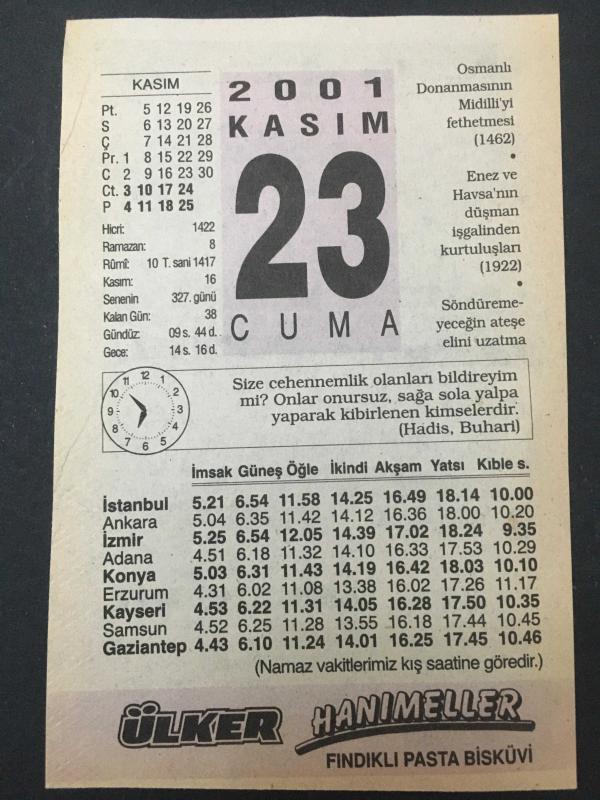 KASIM
Pt. 5 12 19 26
S 6 13 20 27
Ç 7 14 21 28
Pr. 1 8 15 22 29
C 2 9 16 23 30
Ct. 3 10 17 24
P 4 11 18 25
Hicri: 1422
Ramazan: 8
Rûmî: 10 T. sani 1417
Kasım: 16
Senenin 327. günü
Kalan Gün: 38
Gündüz: 09 s. 44 d.
Gece: 14 s. 16 d.
2001
KASIM
23
CUMA
Osmanlı
Donanmasının
Midilli'yi
fethetmesi
(1462)
•
Enez ve
Havsa'nın
düşman
işgalinden
kurtuluşları
(1922)
•
Söndüreme-
yeceğin ateşe
elini uzatma
12
1
2
3
4
5
6
7
8
9
10
11
Size cehennemlik olanları bildireyim
mi? Onlar onursuz, sağa sola yalpa
yaparak kibirlenen kimselerdir.
(Hadis, Buhari)
İmsak Güneş Öğle İkindi Akşam Yatsı Kıble s.
İstanbul 5.21 6.54 11.58 14.25 16.49 18.14 10.00
Ankara 5.04 6.35 11.42 14.12 16.36 18.00 10.20
İzmir 5.25 6.54 12.05 14.39 17.02 18.24 9.35
Adana 4.51 6.18 11.32 14.10 16.33 17.53 10.29
Konya 5.03 6.31 11.43 14.19 16.42 18.03 10.10
Erzurum 4.31 6.02 11.08 13.38 16.02 17.26 11.17
Kayseri 4.53 6.22 11.31 14.05 16.28 17.50 10.35
Samsun 4.52 6.25 11.28 13.55 16.18 17.44 10.45
Gaziantep 4.43 6.10 11.24 14.01 16.25 17.45 10.46
(Namaz vakitlerimiz kış saatine göredir.)
ÜLKER
HANIMELLER
FINDIKLI PASTA BİSKÜVİ